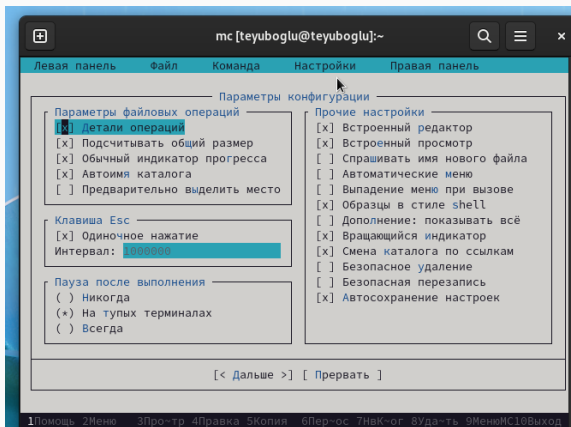 mc [teyuboglu@teyuboglu]:~
Левая панель Файл Команда Настройки Правая панель
Параметры конфигурации
Параметры файловых операций
[x] Детали операций
[x] Подсчитывать общий размер
[x] Обычный индикатор прогресса
[x] Автоимя каталога
[ ] Предварительно выделить место
Клавиша Esc
[x] Одиночное нажатие
Интервал: 1000000
Пауза после выполнения
( ) Никогда
(*) На тупых терминалах
( ) Всегда
Прочие настройки
[x] Встроенный редактор
[x] Встроенный просмотр
[ ] Спрашивать имя нового файла
[ ] Автоматические меню
[ ] Выпадение меню при вызове
[x] Образцы в стиле shell
[ ] Дополнение: показывать всё
[x] Вращающийся индикатор
[x] Смена каталога по ссылкам
[ ] Безопасное удаление
[ ] Безопасная перезапись
[x] Автосохранение настроек
[< Дальше >] [ Прервать ]
1Помощь 2Меню 3Про~тр 4Правка 5Копия 6Пер~ос 7НвК~ог 8Уда~ть 9МенюMC10Выход